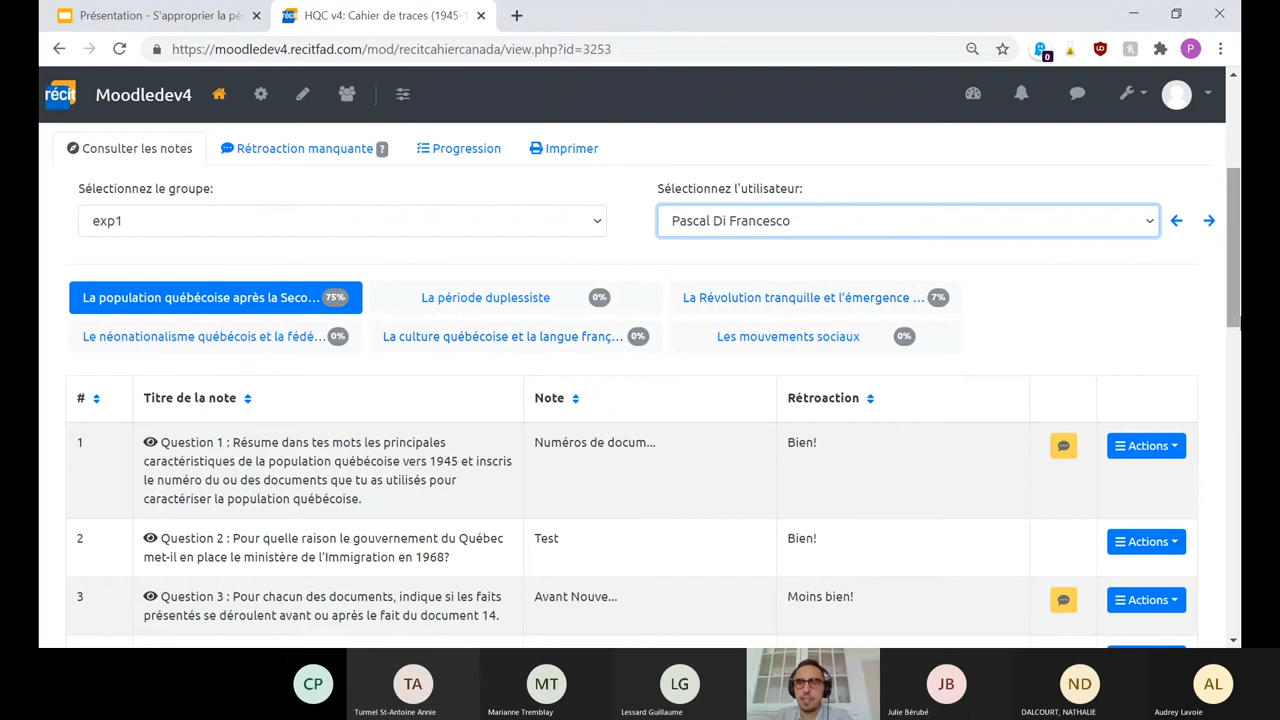 Présentation - S'approprier la pé
HQC v4: Cahier de traces (1945-1
https://moodledev4.recitfad.com/mod/recitcahiercanada/view.php?id=3253
0
P
récit
Moodledev4
Consulter les notes
Rétroaction manquante ?
Progression
Imprimer
Sélectionnez le groupe:
Sélectionnez l'utilisateur:
exp1
Pascal Di Francesco
La population québécoise après la Seco... 75%
La période duplessiste 0%
La Révolution tranquille et l'émergence ... 7%
Le néonationalisme québécois et la fédé... 0%
La culture québécoise et la langue franç... 0%
Les mouvements sociaux 0%
# Titre de la note Note Rétroaction
1 Question 1 : Résume dans tes mots les principales Numéros de docum... Bien! Actions
caractéristiques de la population québécoise vers 1945 et inscris
le numéro du ou des documents que tu as utilisés pour
caractériser la population québécoise.
2 Question 2 : Pour quelle raison le gouvernement du Québec Test Bien! Actions
met-il en place le ministère de l'Immigration en 1968?
3 Question 3 : Pour chacun des documents, indique si les faits Avant Nouve... Moins bien! Actions
présentés se déroulent avant ou après le fait du document 14.
CP TA MT LG JB ND AL
Turmel St-Antoine Annie
Marianne Tremblay
Lessard Guillaume
Julie Bérubé
DALCOURT, NATHALIE
Audrey Lavoie